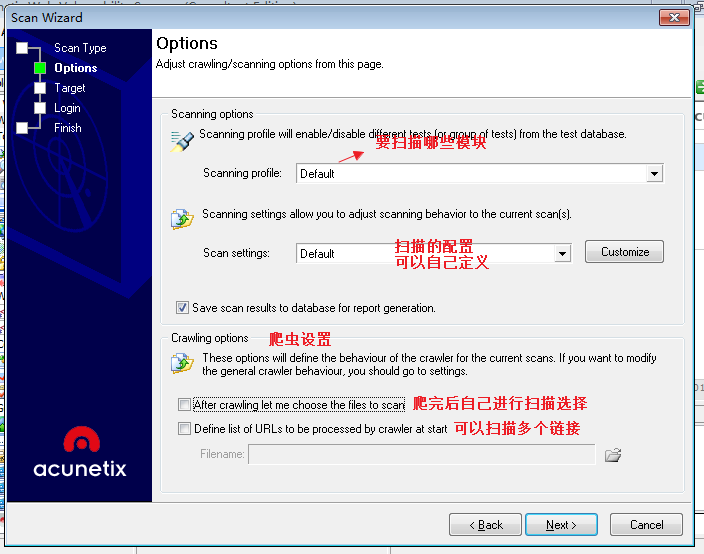 Scan Wizard
Scan Type
Options
Target
Login
Finish
acunetix
Options
Adjust crawling/scanning options from this page.
Scanning options
Scanning profile will enable/disable different tests (or group of tests) from the test database.
要扫描哪些模块
Scanning profile:
Default
Scanning settings allow you to adjust scanning behavior to the current scan(s).
扫描的配置
Scan settings:
Default
可以自己定义
Customize
Save scan results to database for report generation.
Crawling options
爬虫设置
These options will define the behaviour of the crawler for the current scans. If you want to modify
the general crawler behaviour, you should go to settings.
After crawling let me choose the files to scan
爬完后自己进行扫描选择
Define list of URLs to be processed by crawler at start
可以扫描多个链接
Filename:
< Back
Next >
Cancel